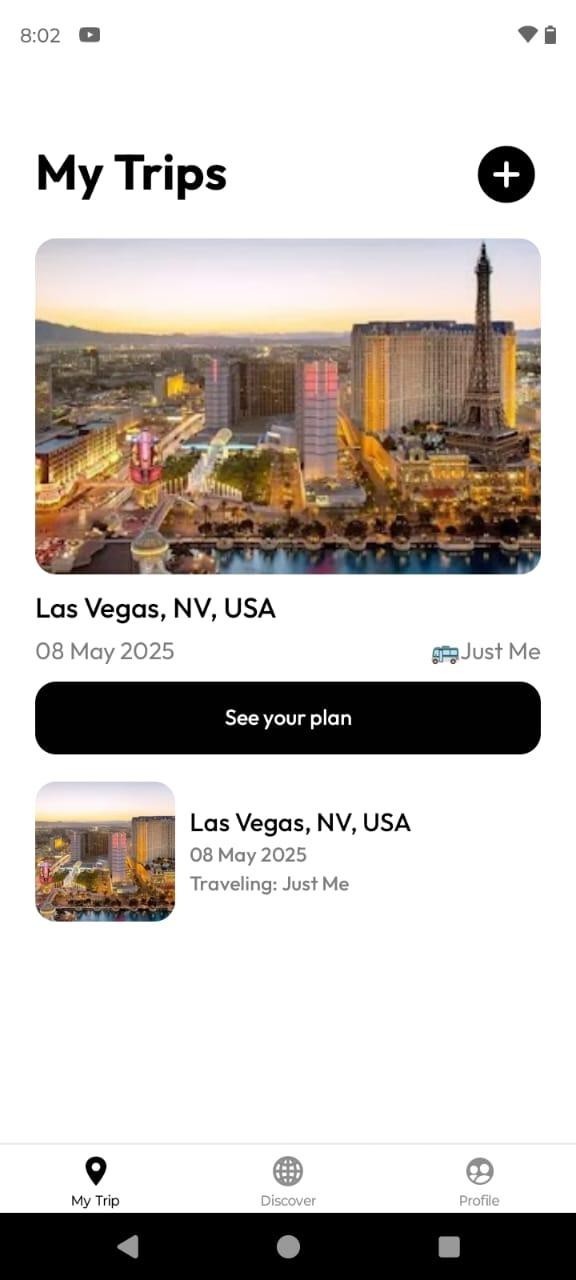 8:02
My Trips
Las Vegas, NV, USA
08 May 2025
🚌Just Me
See your plan
Las Vegas, NV, USA
08 May 2025
Traveling: Just Me
My Trip
Discover
Profile